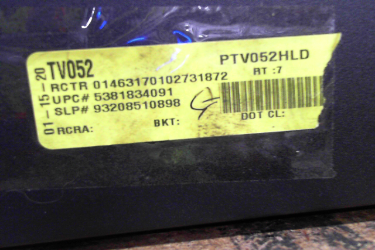 TV052 PTV052HLD
RCTR 01463170102731872 RT :7
UPC# 5381834091
SLP# 93208510898
RCRA: BKT: DOT CL:
01-15-20